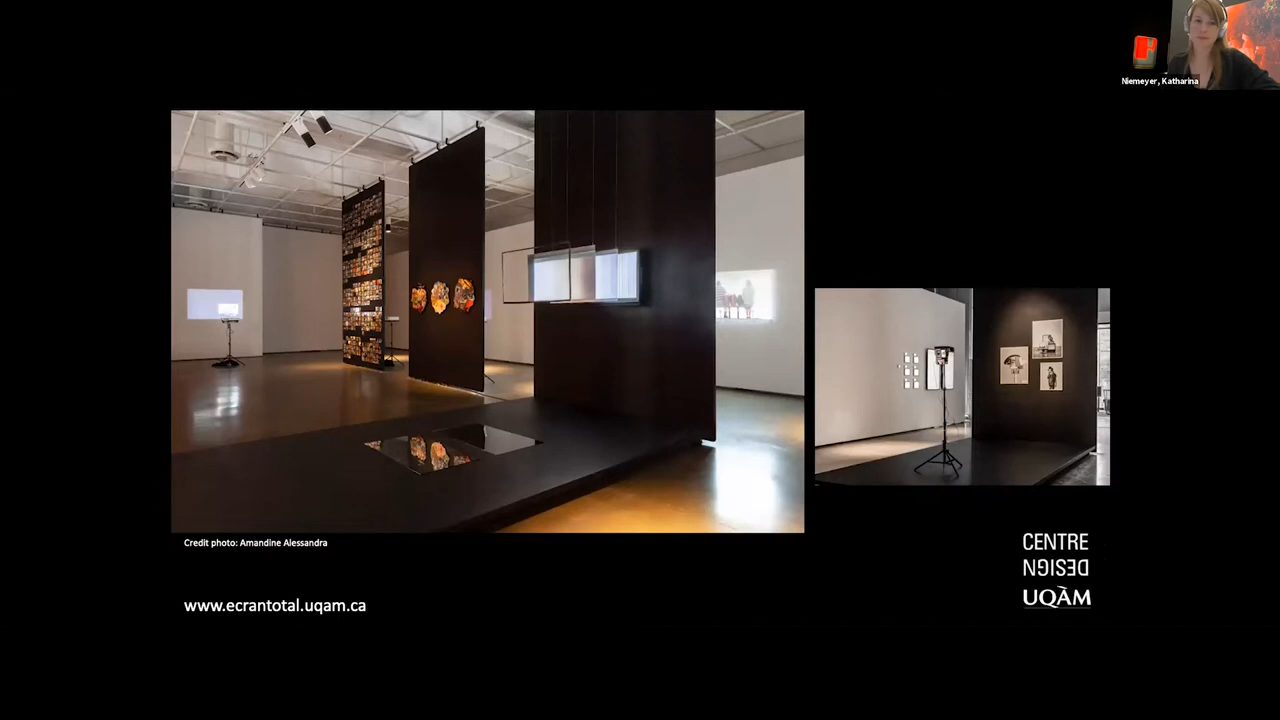 Niemeyer, Katharina
Credit photo: Amandine Alessandra
www.ecrantotal.uqam.ca
CENTRE
DESIGN
UQÀM